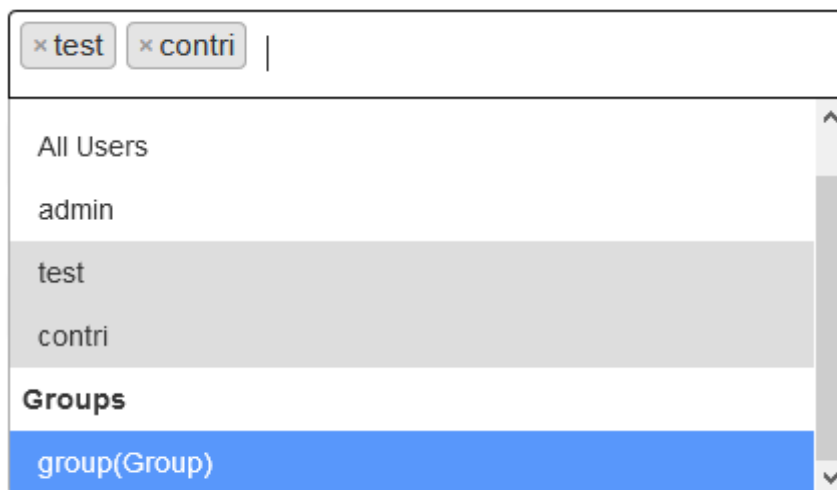 ×test ×contri
All Users
admin
test
contri
Groups
group(Group)